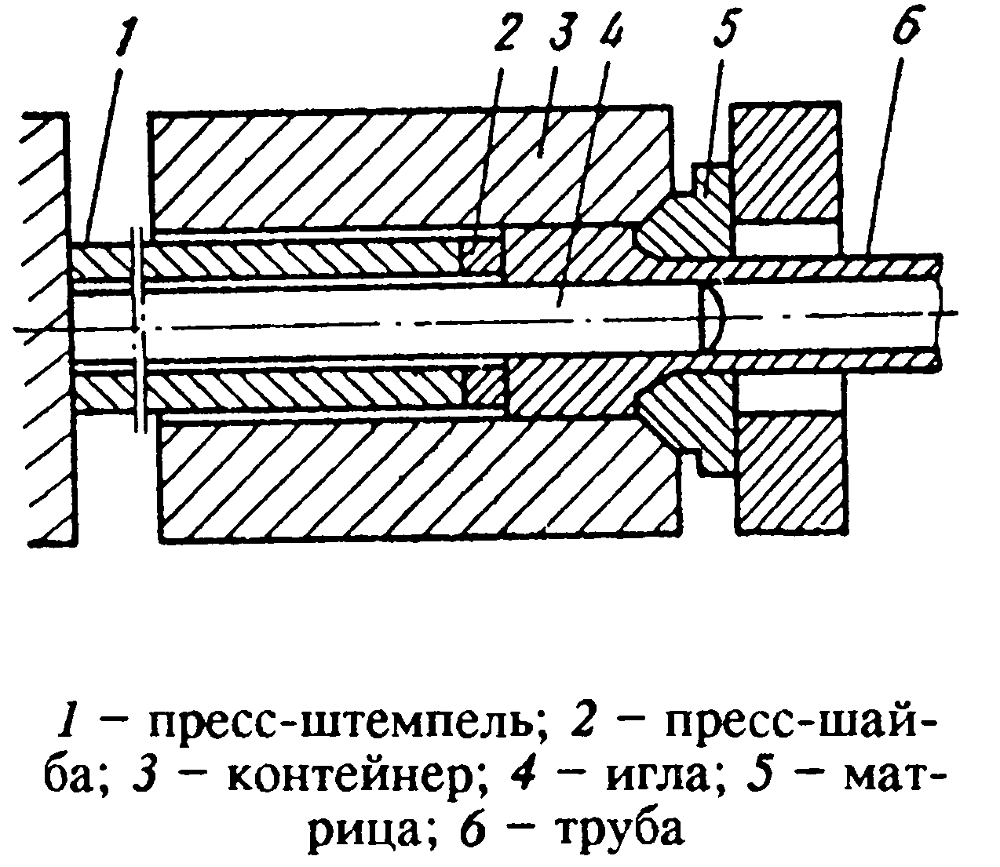 1 2 3 4 5 6
1 – пресс-штемпель; 2 – пресс-шай-
ба; 3 – контейнер; 4 – игла; 5 – мат-
рица; 6 – труба